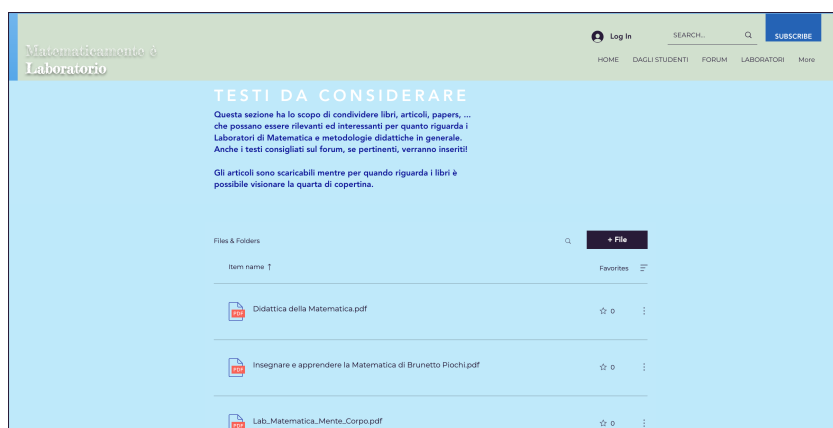 Log In
SEARCH...
SUBSCRIBE
Matematicamente é
Laboratorio
HOME DAGLI STUDENTI FORUM LABORATORI More
TESTI DA CONSIDERARE
Questa sezione ha lo scopo di condividere libri, articoli, papers, ...
che possano essere rilevanti ed interessanti per quanto riguarda i
Laboratori di Matematica e metodologie didattiche in generale.
Anche i testi consigliati sul forum, se pertinenti, verranno inseriti!
Gli articoli sono scaricabili mentre per quando riguarda i libri è
possibile visionare la quarta di copertina.
Files & Folders
+ File
Item name ↑ Favorites
PDF Didattica della Matematica.pdf 0
PDF Insegnare e apprendere la Matematica di Brunetto Piochi.pdf 0
PDF Lab_Matematica_Mente_Corpo.pdf 0